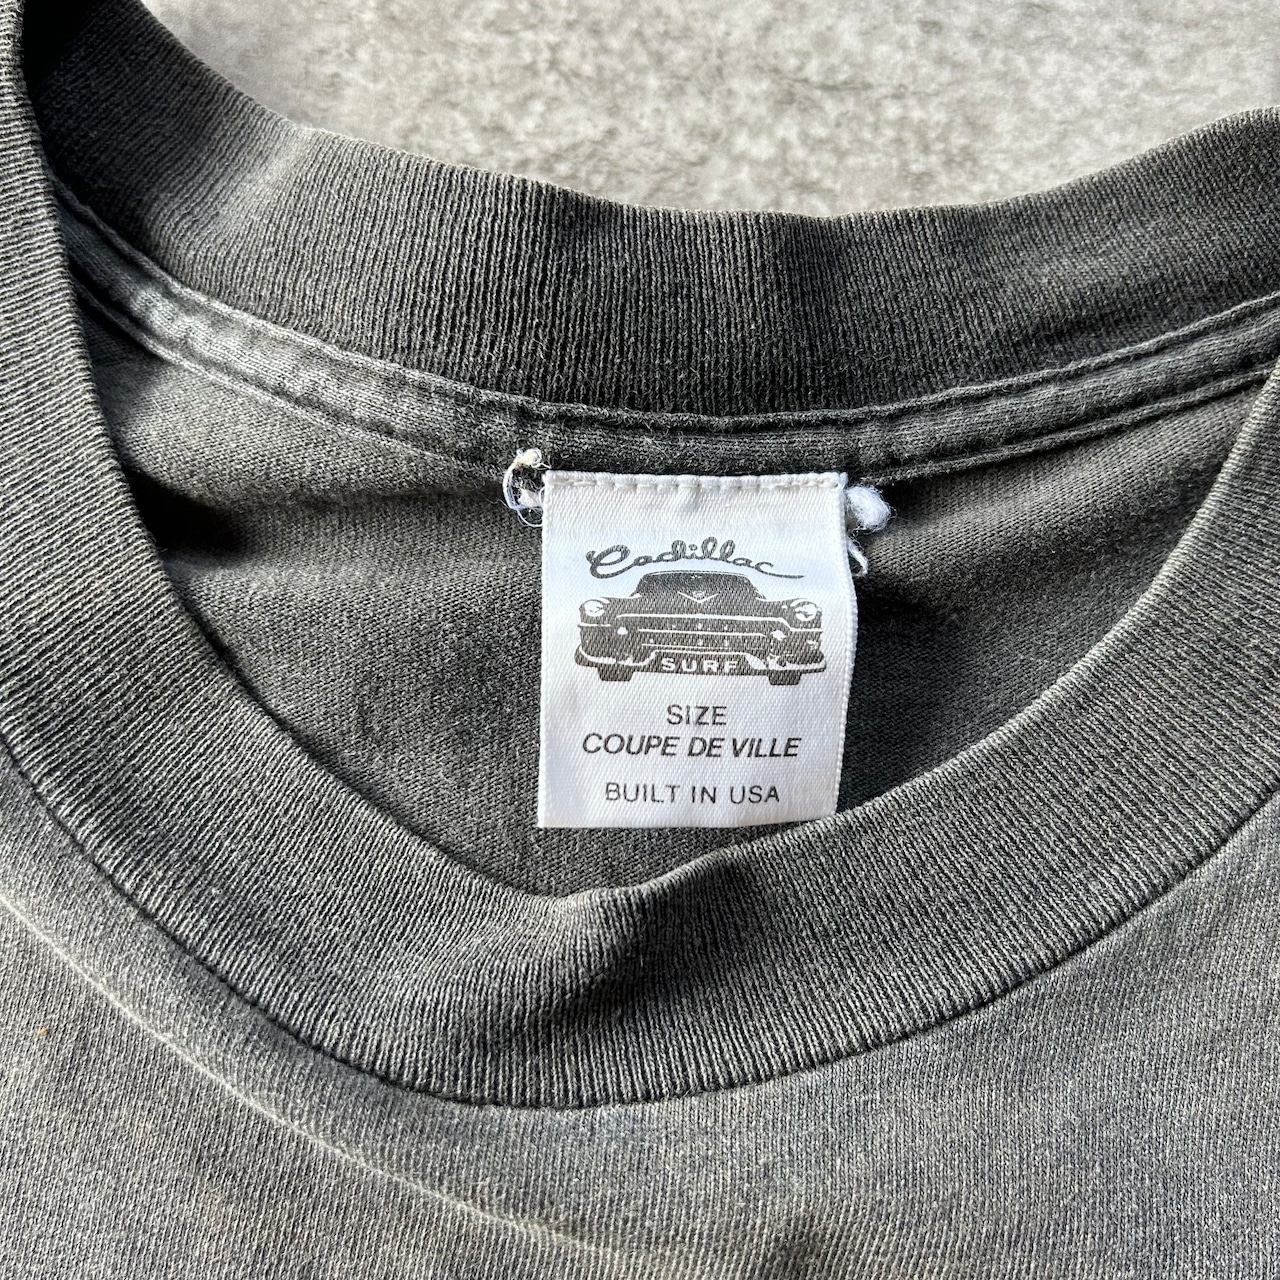 Cadillac
SURF
SIZE
COUPE DE VILLE
BUILT IN USA